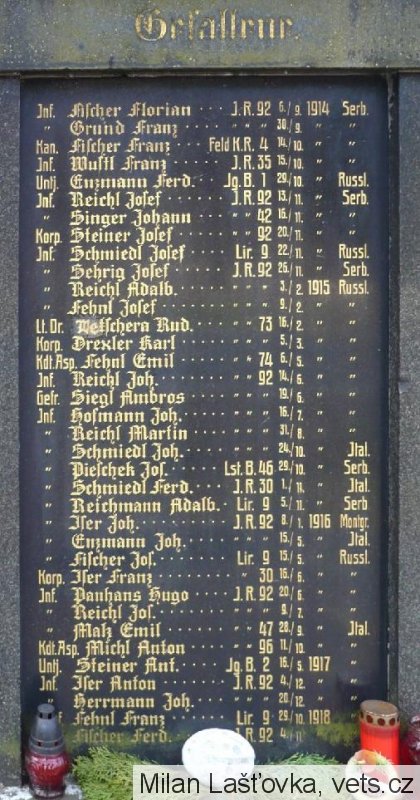 Gefallene.
Inf. Fischer Florian .... J.R. 92 6./9. 1914 Serb.
" Grund Franz .... " " " 30./9. " "
Kan. Fischer Franz Feld K.R. 4 14./10. " "
Inf. Wuftl Franz .... J.R. 35 15./10. " "
Untj. Enzmann Ferd. Jg. B. 1 29./10. " Russl.
Inf. Reichl Josef .... J.R. 92 13./11. " Serb.
" Singer Johann .... " " 42 16./11. " "
Korp. Steiner Josef .... " " 92 20./11. " "
Inf. Schmiedl Josef .... Lir. 9 22./11. " Russl.
" Sehrig Josef .... J.R. 92 26./11. " Serb.
" Reichl Adalb. .... " " " 3./2. 1915 Russl.
" Fehnl Josef .... " " " 9./2. " "
Lt. Dr. Rud. " " 73 16./2. " "
Korp. Drexler Karl .... " " " 5./3. " "
Kdt. Asp. Fehnl Emil .... " " 74 6./5. " "
Inf. Reichl Joh. .... " " 92 14./6. " "
Gefr. Siegl Ambros .... " " " 19./6. " "
Inf. Hofmann Joh. .... " " " 16./7. " "
" Reichl Martin .... " " " 31./8. " "
" Schmiedl Joh. .... " " " 24./10. " Jtal.
" Pieschek Jos. .... Lst. B. 46 29./10. " Serb.
" Schmiedl Ferd. .... J.R. 30 1./11. " Jtal.
" Reichmann Adalb. Lir. 9 5./11. " Serb
" Iser Joh. .... J.R. 92 8./1. 1916 Montgr.
" Enzmann Joh. .... " " " 15./5. " Jtal.
" Fischer Jos. .... Lir. 9 15./5. " Russl.
Korp. Iser Franz .... " 30 16./6. " "
Inf. Panhans Hugo .... J.R. 92 20./6. " "
" Reichl Jos. .... " " " 9./7. " "
" Matz Emil .... " " 47 28./9. " Jtal.
Kdt. Asp. Michl Anton .... " " 96 11./10. " "
Untj. Steiner Ant. .... Jg. B. 2 16./5. 1917 "
Inf. Iser Anton .... J.R. 92 4./12. " "
" Herrmann Joh. .... " " " 20./12. " "
Fehnl Franz .... Lir. 9 29./10. 1918 "
Fischer Ferd. .... J.R. 92
Milan Lašťovka, vets.cz